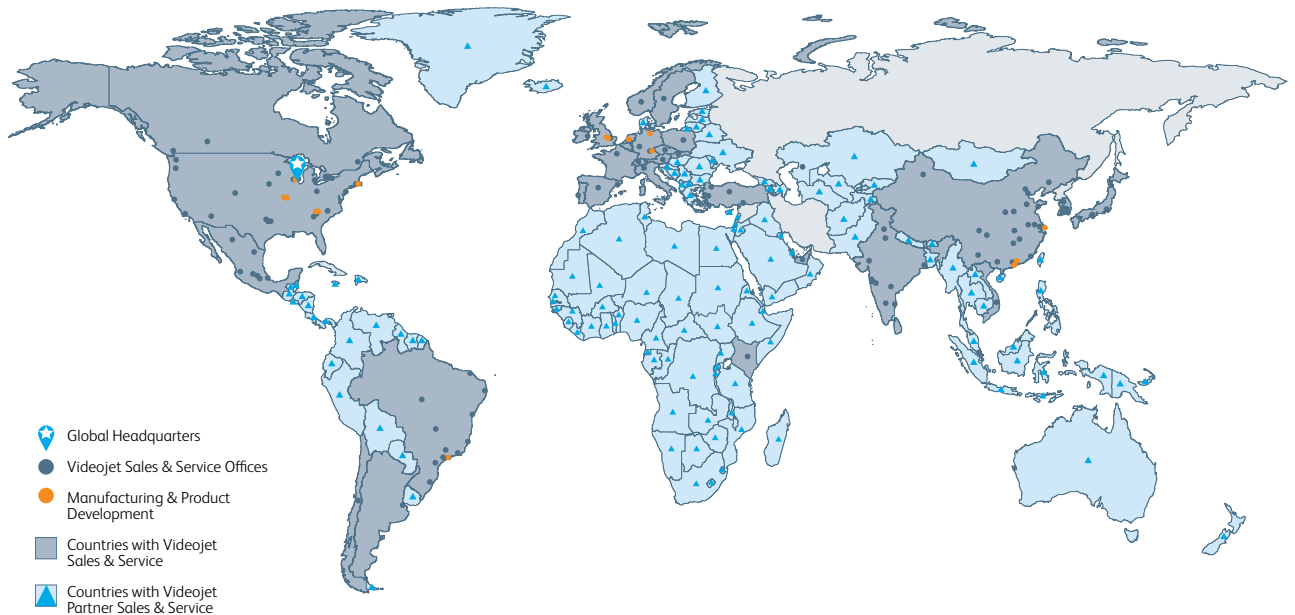 Global Headquarters
Videojet Sales & Service Offices
Manufacturing & Product
Development
Countries with Videojet
Sales & Service
Countries with Videojet
Partner Sales & Service